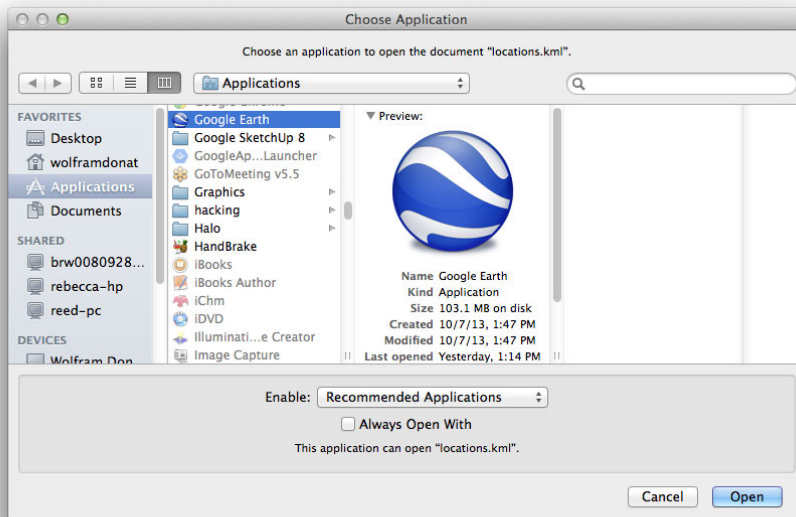 Choose Application
Choose an application to open the document "locations.kml".
Applications
FAVORITES
Desktop
wolframdonat
Applications
Documents
SHARED
brw0080928...
rebecca-hp
reed-pc
DEVICES
Wolfram Don
Google Chrome
Google Earth
Google SketchUp 8
GoogleAp...Launcher
GoToMeeting v5.5
Graphics
hacking
Halo
HandBrake
iBooks
iBooks Author
iChm
iDVD
Illuminati...e Creator
Image Capture
Preview:
Name Google Earth
Kind Application
Size 103.1 MB on disk
Created 10/7/13, 1:47 PM
Modified 10/7/13, 1:47 PM
Last opened Yesterday, 1:14 PM
Enable: Recommended Applications
Always Open With
This application can open "locations.kml".
Cancel
Open